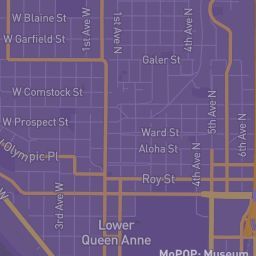 W Blaine St
W Garfield St
1st Ave W
1st Ave N
4th Ave N
Galer St
W Comstock St
W Prospect St
Ward St
Aloha St
5th Ave N
6th Ave N
Olympic Pl
3rd Ave W
Roy St
4th Ave N
Lower
Queen Anne
MoPOP: Museum